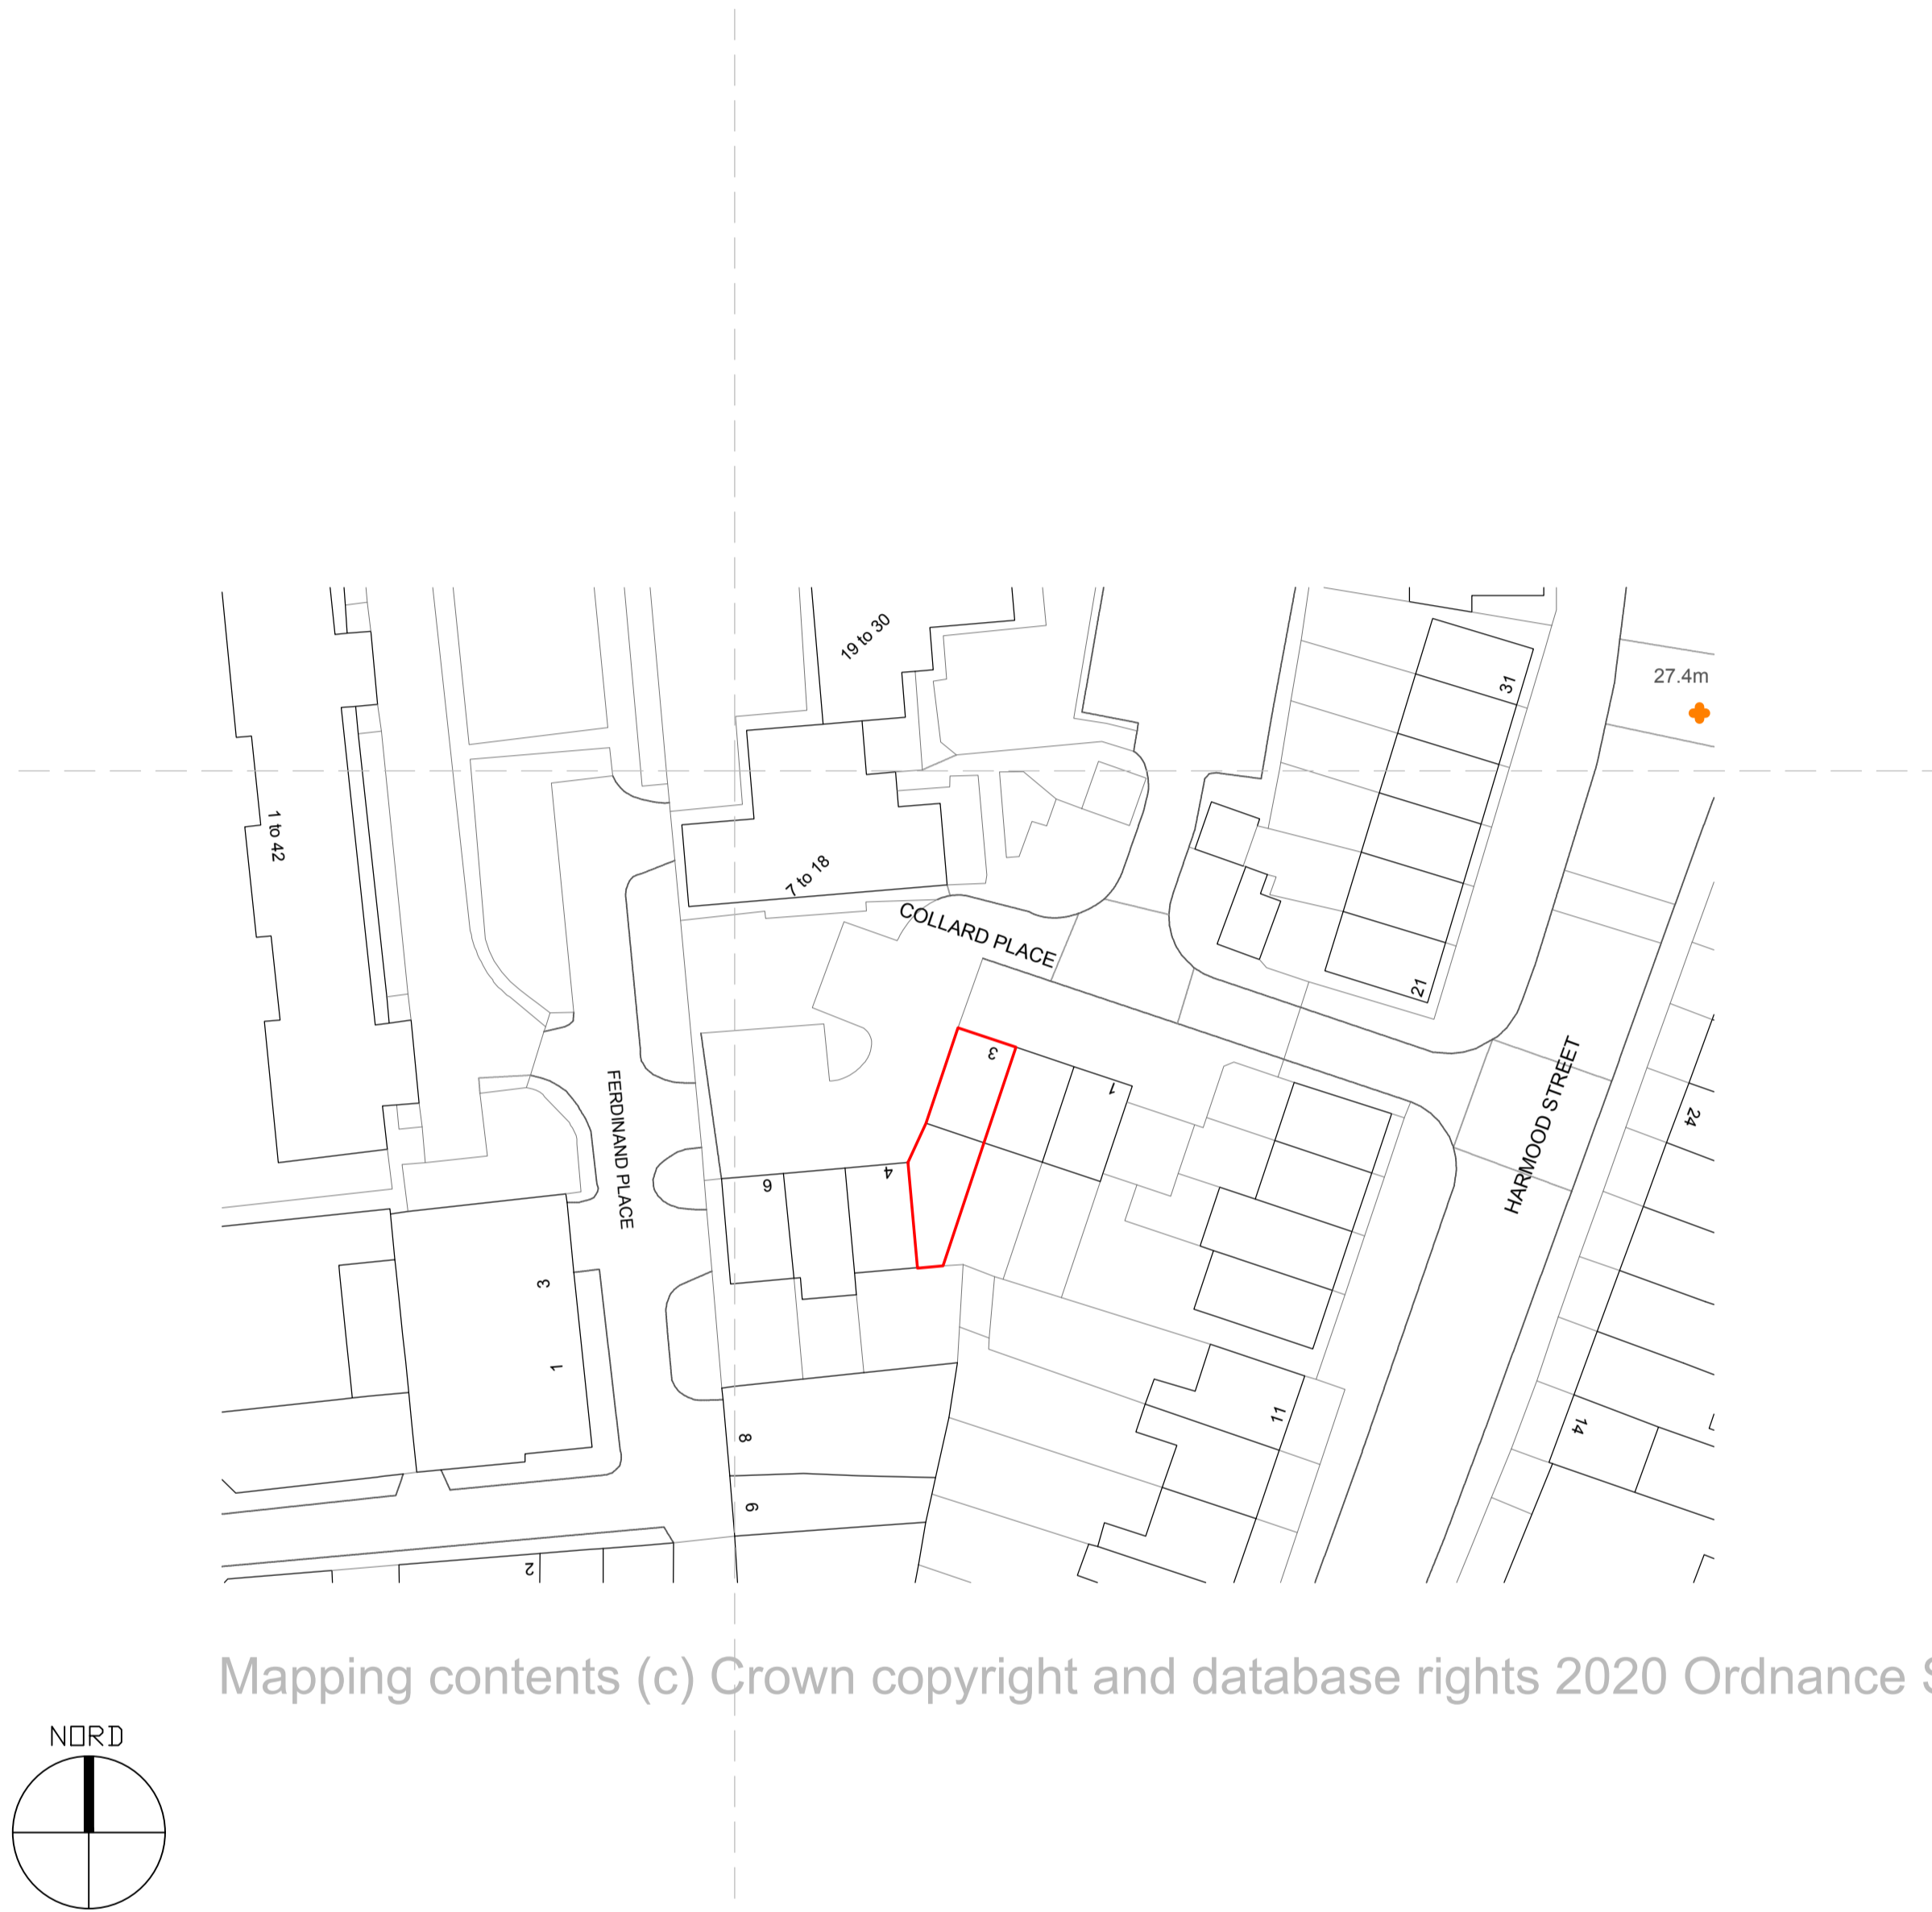 19 to 30
31
27.4m
1 to 42
7 to 18
COLLARD PLACE
21
3
1
HARMOOD STREET
24
FERDINAND PLACE
4
6
3
1
11
14
8
6
2
Mapping contents (c) Crown copyright and database rights 2020 Ordnance
NORD